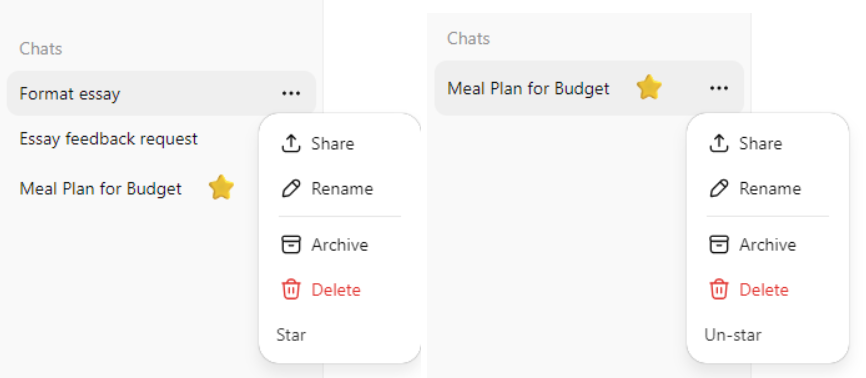 Chats
Format essay
Essay feedback request
Meal Plan for Budget
Share
Rename
Archive
Delete
Star
Chats
Meal Plan for Budget
Share
Rename
Archive
Delete
Un-star